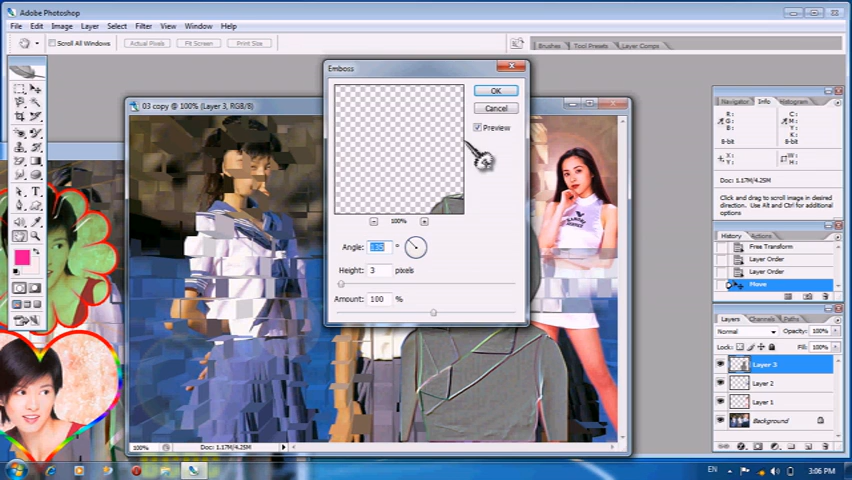 Adobe Photoshop
File Edit Image Layer Select Filter View Window Help
Scroll All Windows Actual Pixels Fit Screen Print Size Brushes Tool Presets Layer Comps
03 copy @ 100% (Layer 3, RGB/8)
Emboss
OK
Cancel
Preview
100%
Angle: 135 °
Height: 3 pixels
Amount: 100 %
100% Doc: 1.17M/4.25M
Navigator Info Histogram
R: C:
G: M:
B: Y:
K:
8-bit 8-bit
X: W:
Y: H:
Doc: 1.17M/4.25M
Click and drag to scroll image in desired direction. Use Alt and Ctrl for additional options
History Actions
Free Transform
Layer Order
Layer Order
Move
Layers Channels Paths
Normal Opacity: 100%
Lock: Fill: 100%
Layer 3
Layer 2
Layer 1
Background
EN 3:06 PM